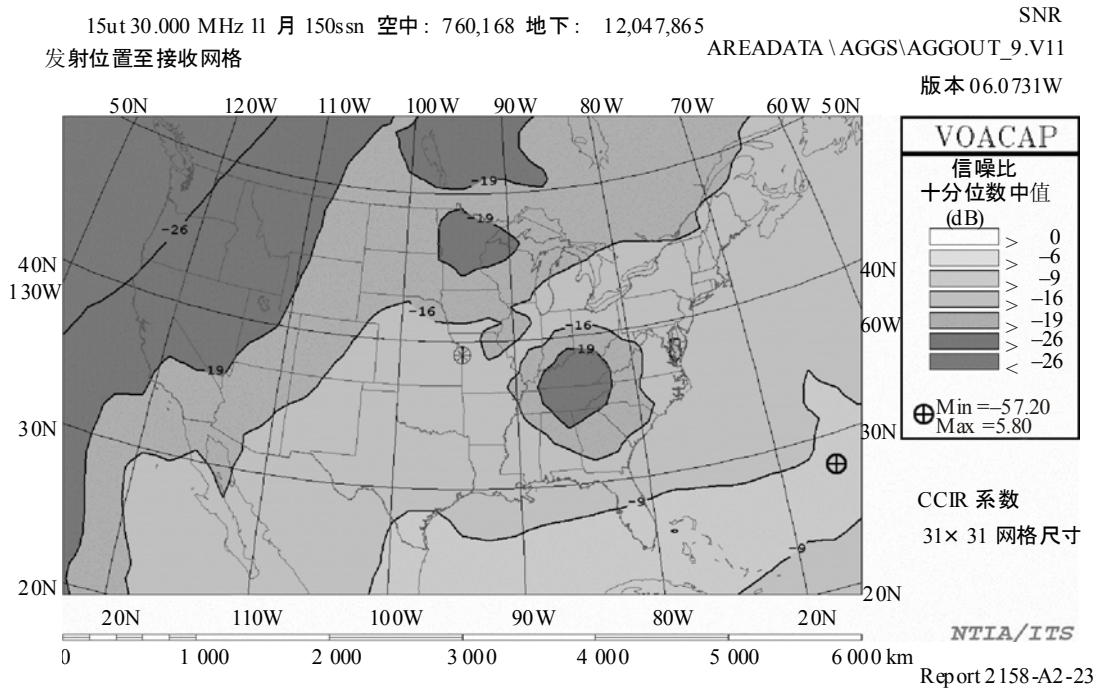 15ut 30.000 MHz 11 月 150ssn 空中: 760,168 地下: 12,047,865
SNR
发射位置至接收网格
AREADATA \ AGGS\AGGOUT_9.V11
版本 06.0731W
50N 120W 110W 100W 90W 80W 70W 60W 50N
VOACAP
信噪比
十分位数中值
(dB)
> 0
> –6
> –9
> –16
> –19
> –26
< –26
Min =–57.20
Max =5.80
-19
-19
-26
40N
40N
130W
-16
-16
60W
-19
-19
30N
30N
-9
-9
CCIR 系数
31× 31 网格尺寸
20N
20N
20N 110W 100W 90W 80W 20N
NTIA/ITS
0 1 000 2 000 3 000 4 000 5 000 6 000 km
Report 2158-A2-23